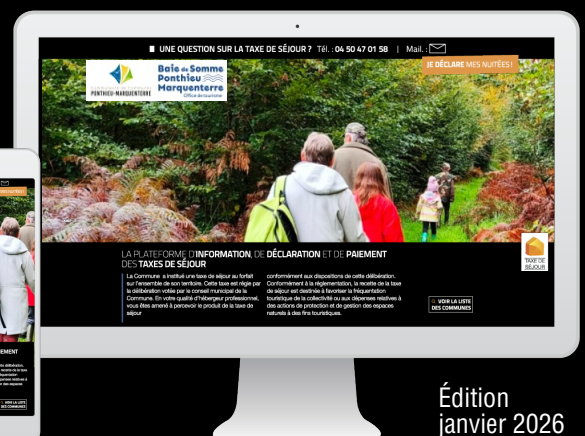 UNE QUESTION SUR LA TAXE DE SÉJOUR ? Tél. : 04 50 47 01 58 | Mail. :
JE DÉCLARE MES NUITÉES !
PONTHIEU-MARQUENTERRE
Baie de Somme
Ponthieu
Marquenterre
Office de tourisme
LA PLATEFORME D'INFORMATION, DE DÉCLARATION ET DE PAIEMENT
DES TAXES DE SÉJOUR
La Commune a institué une taxe de séjour au forfait
sur l'ensemble de son territoire. Cette taxe est régie par
la délibération votée par le conseil municipal de la
Commune. En votre qualité d'hébergeur professionnel,
vous êtes amené à percevoir le produit de la taxe de
séjour
conformément aux dispositions de cette délibération.
Conformément à la réglementation, la recette de la taxe
de séjour est destinée à favoriser la fréquentation
touristique de la collectivité ou aux dépenses relatives à
des actions de protection et de gestion des espaces
naturels à des fins touristiques.
TAXE DE
SÉJOUR
VOIR LA LISTE
DES COMMUNES
VOIR LA LISTE
DES COMMUNES
Édition
janvier 2026